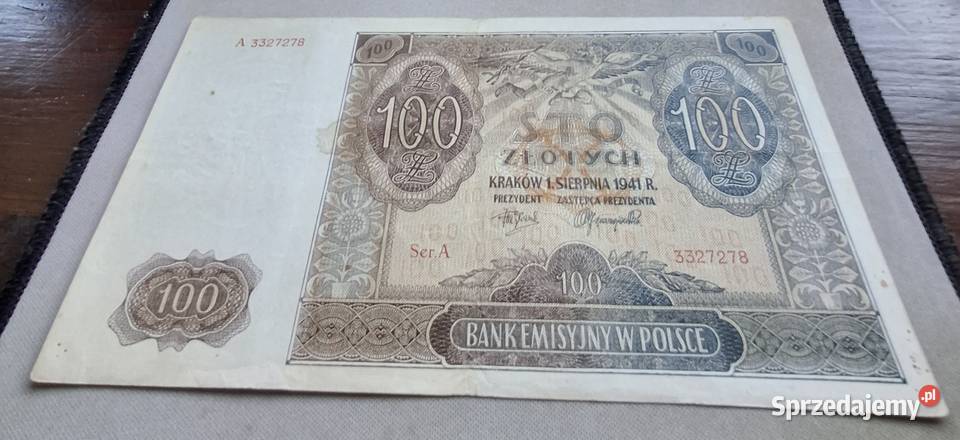 A 3327278
100
100
100
100
STO
ZŁOTYCH
KRAKÓW 1. SIERPNIA 1941 R.
PREZYDENT ZASTĘPCA PREZYDENTA
Ser. A 3327278
100
100
BANK EMISYJNY W POLSCE
Sprzedajemy.pl